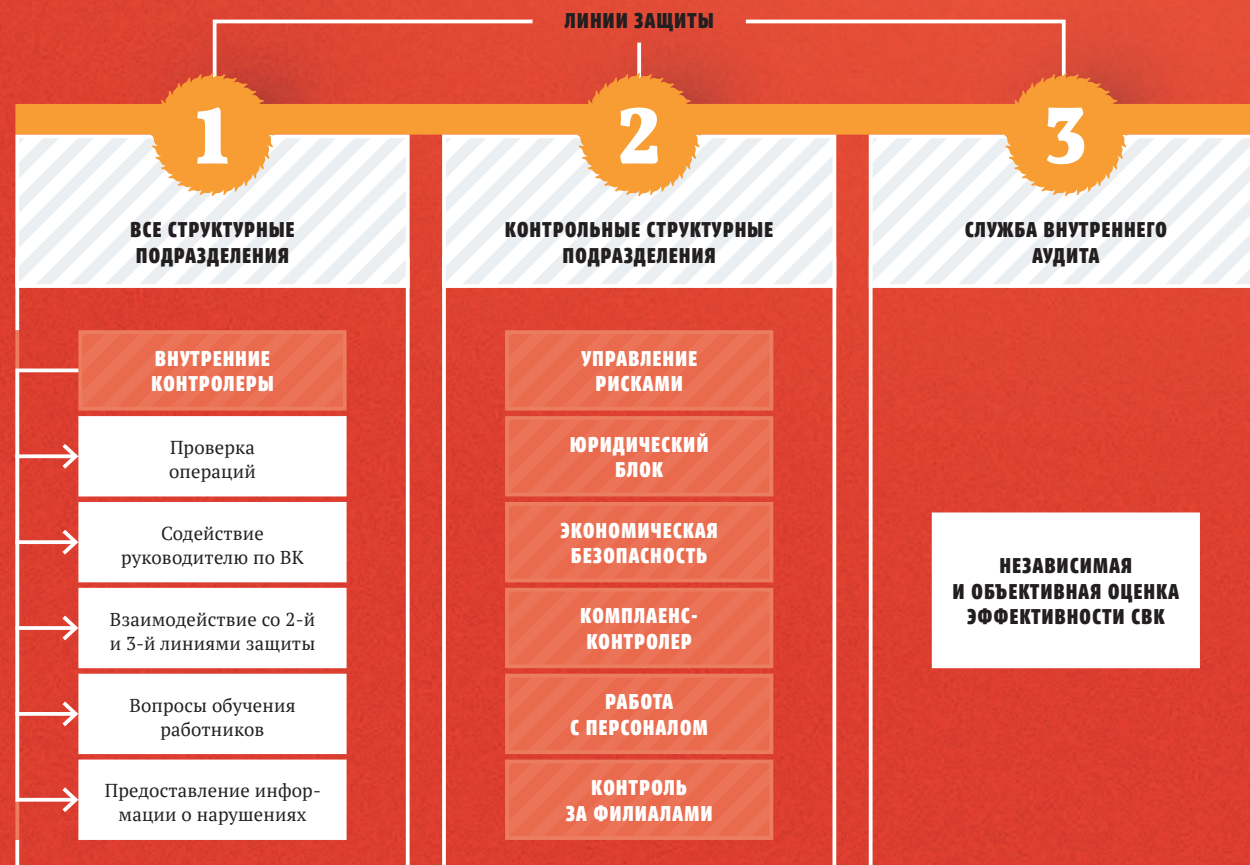 ЛИНИИ ЗАЩИТЫ
1
ВСЕ СТРУКТУРНЫЕ
ПОДРАЗДЕЛЕНИЯ
ВНУТРЕННИЕ
КОНТРОЛЕРЫ
Проверка
операций
Содействие
руководителю по ВК
Взаимодействие со 2-й
и 3-й линиями защиты
Вопросы обучения
работников
Предоставление инфор-
мации о нарушениях
2
КОНТРОЛЬНЫЕ СТРУКТУРНЫЕ
ПОДРАЗДЕЛЕНИЯ
УПРАВЛЕНИЕ
РИСКАМИ
ЮРИДИЧЕСКИЙ
БЛОК
ЭКОНОМИЧЕСКАЯ
БЕЗОПАСНОСТЬ
КОМПЛАЕНС-
КОНТРОЛЕР
РАБОТА
С ПЕРСОНАЛОМ
КОНТРОЛЬ
ЗА ФИЛИАЛАМИ
3
СЛУЖБА ВНУТРЕННЕГО
АУДИТА
НЕЗАВИСИМАЯ
И ОБЪЕКТИВНАЯ ОЦЕНКА
ЭФФЕКТИВНОСТИ СВК